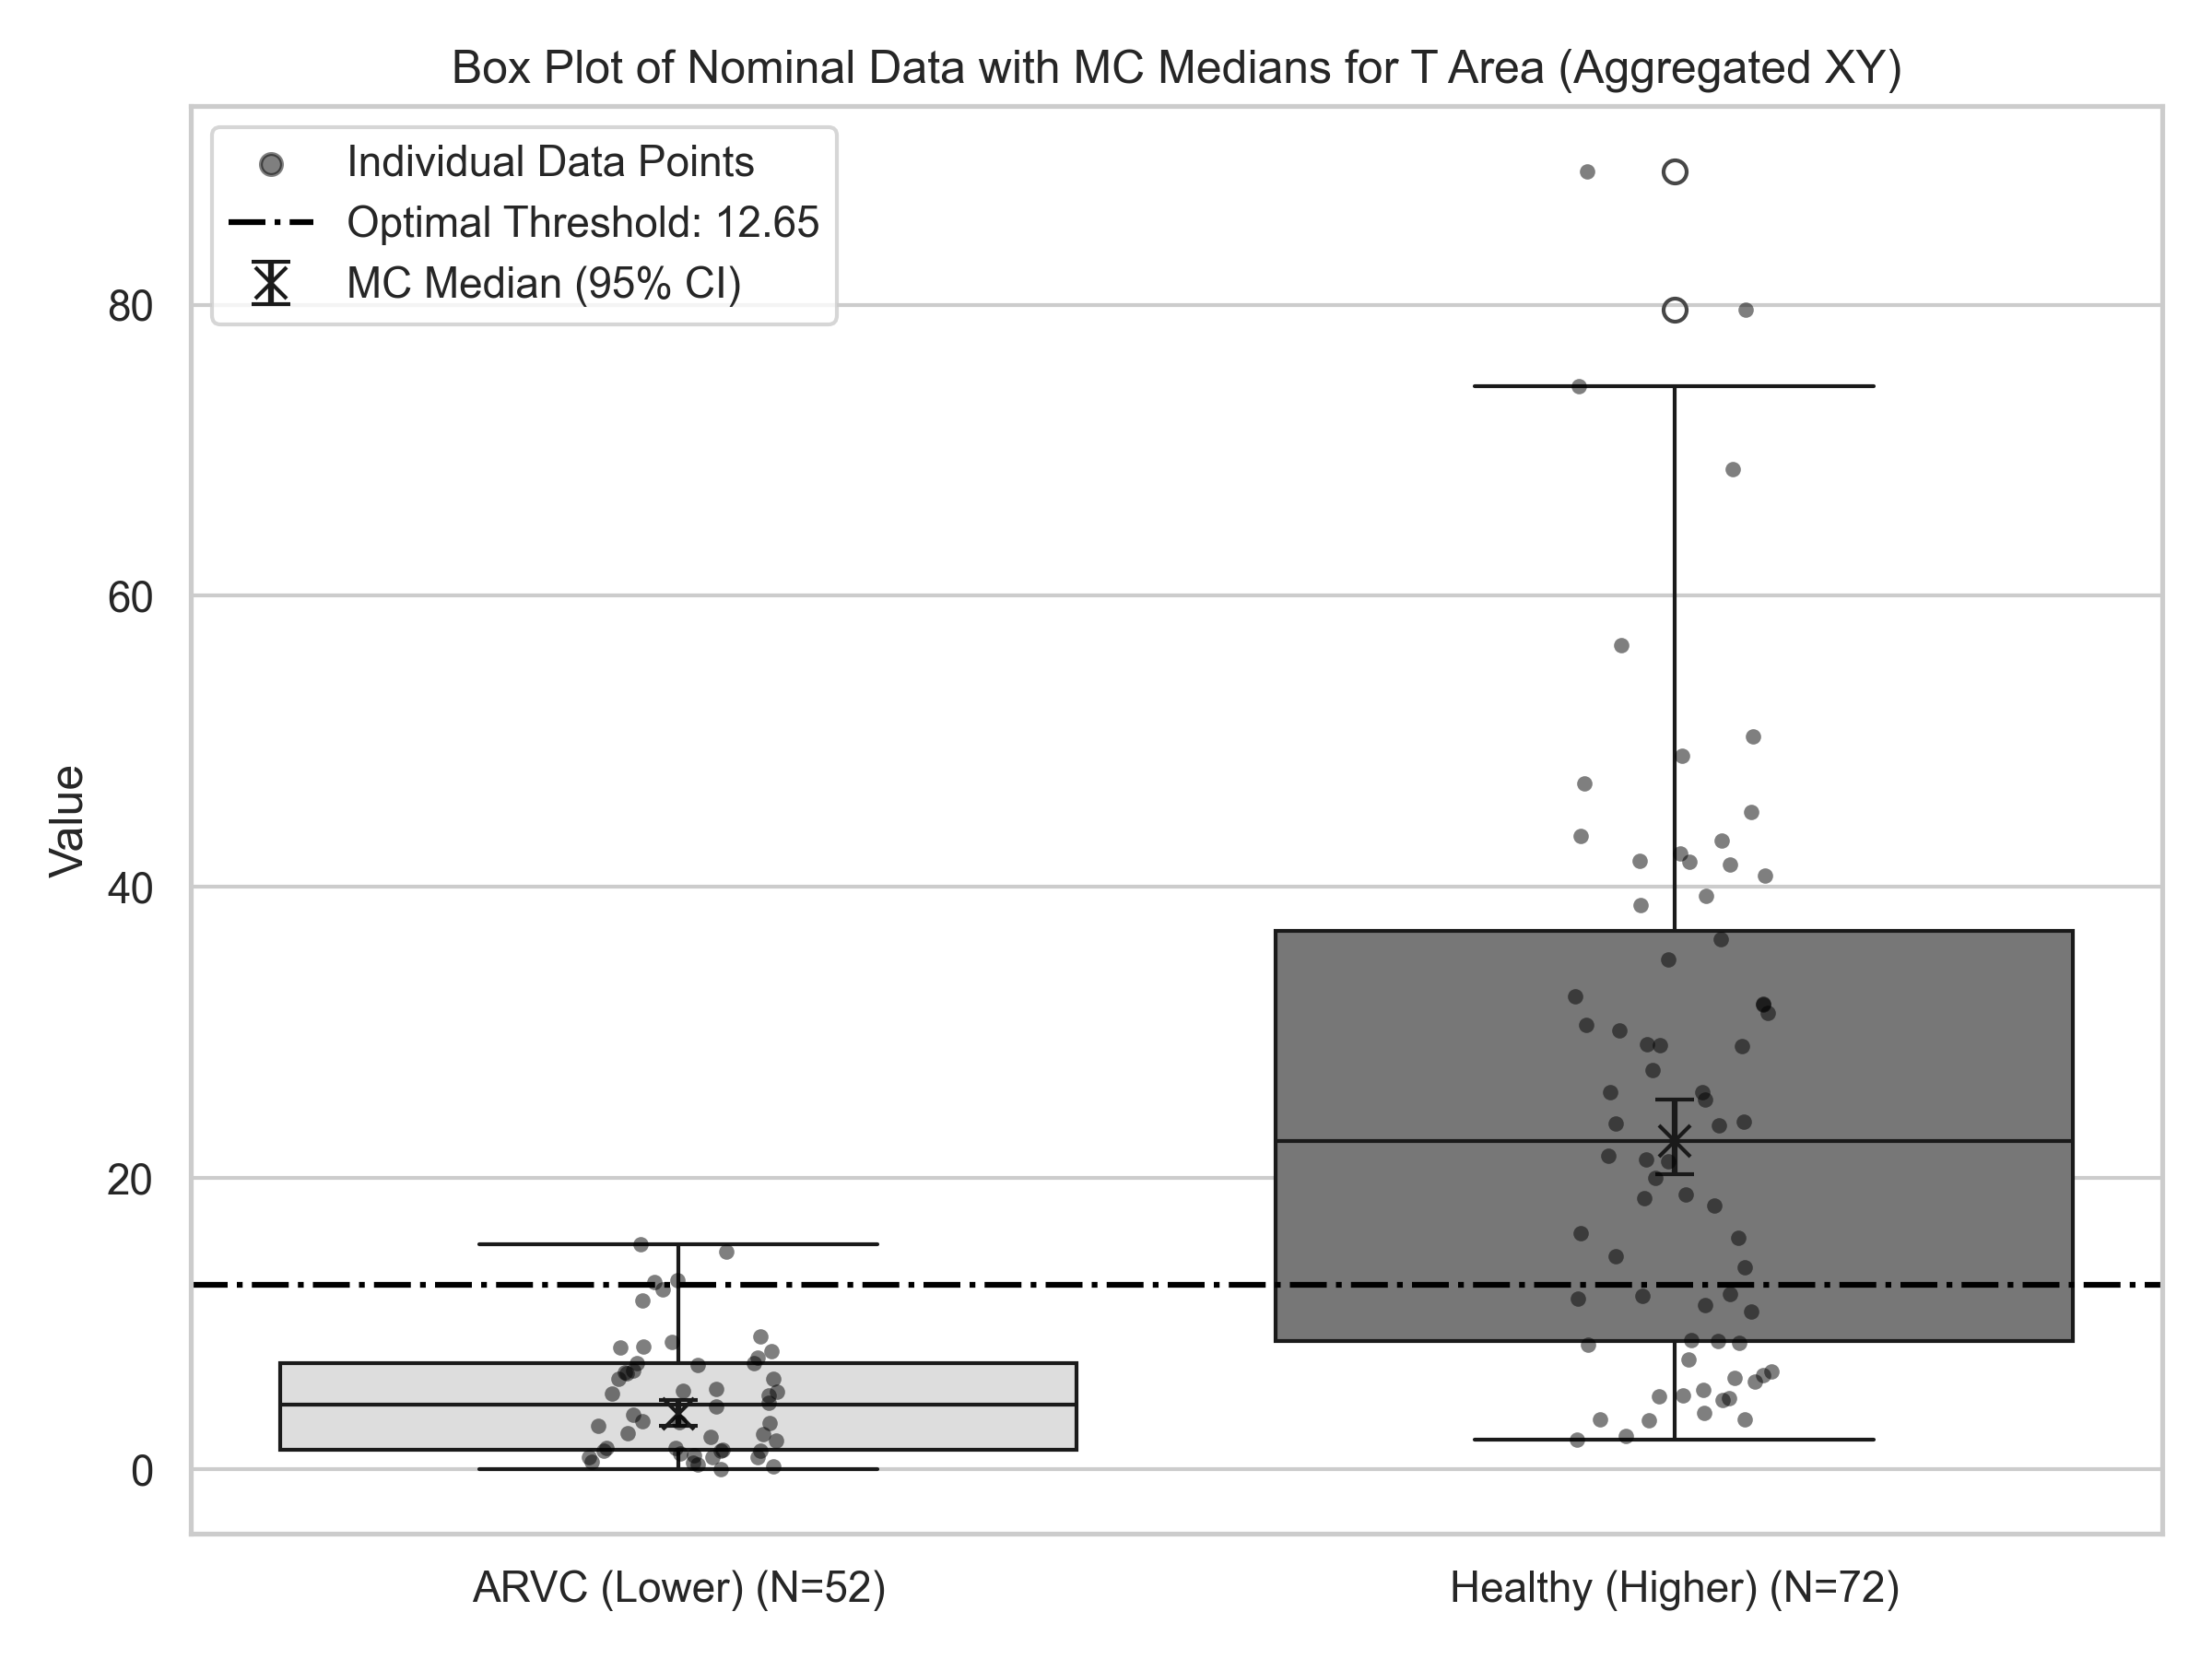 Box Plot of Nominal Data with MC Medians for T Area (Aggregated XY)
Individual Data Points
Optimal Threshold: 12.65
MC Median (95% CI)
Value
80
60
40
20
0
ARVC (Lower) (N=52)
Healthy (Higher) (N=72)